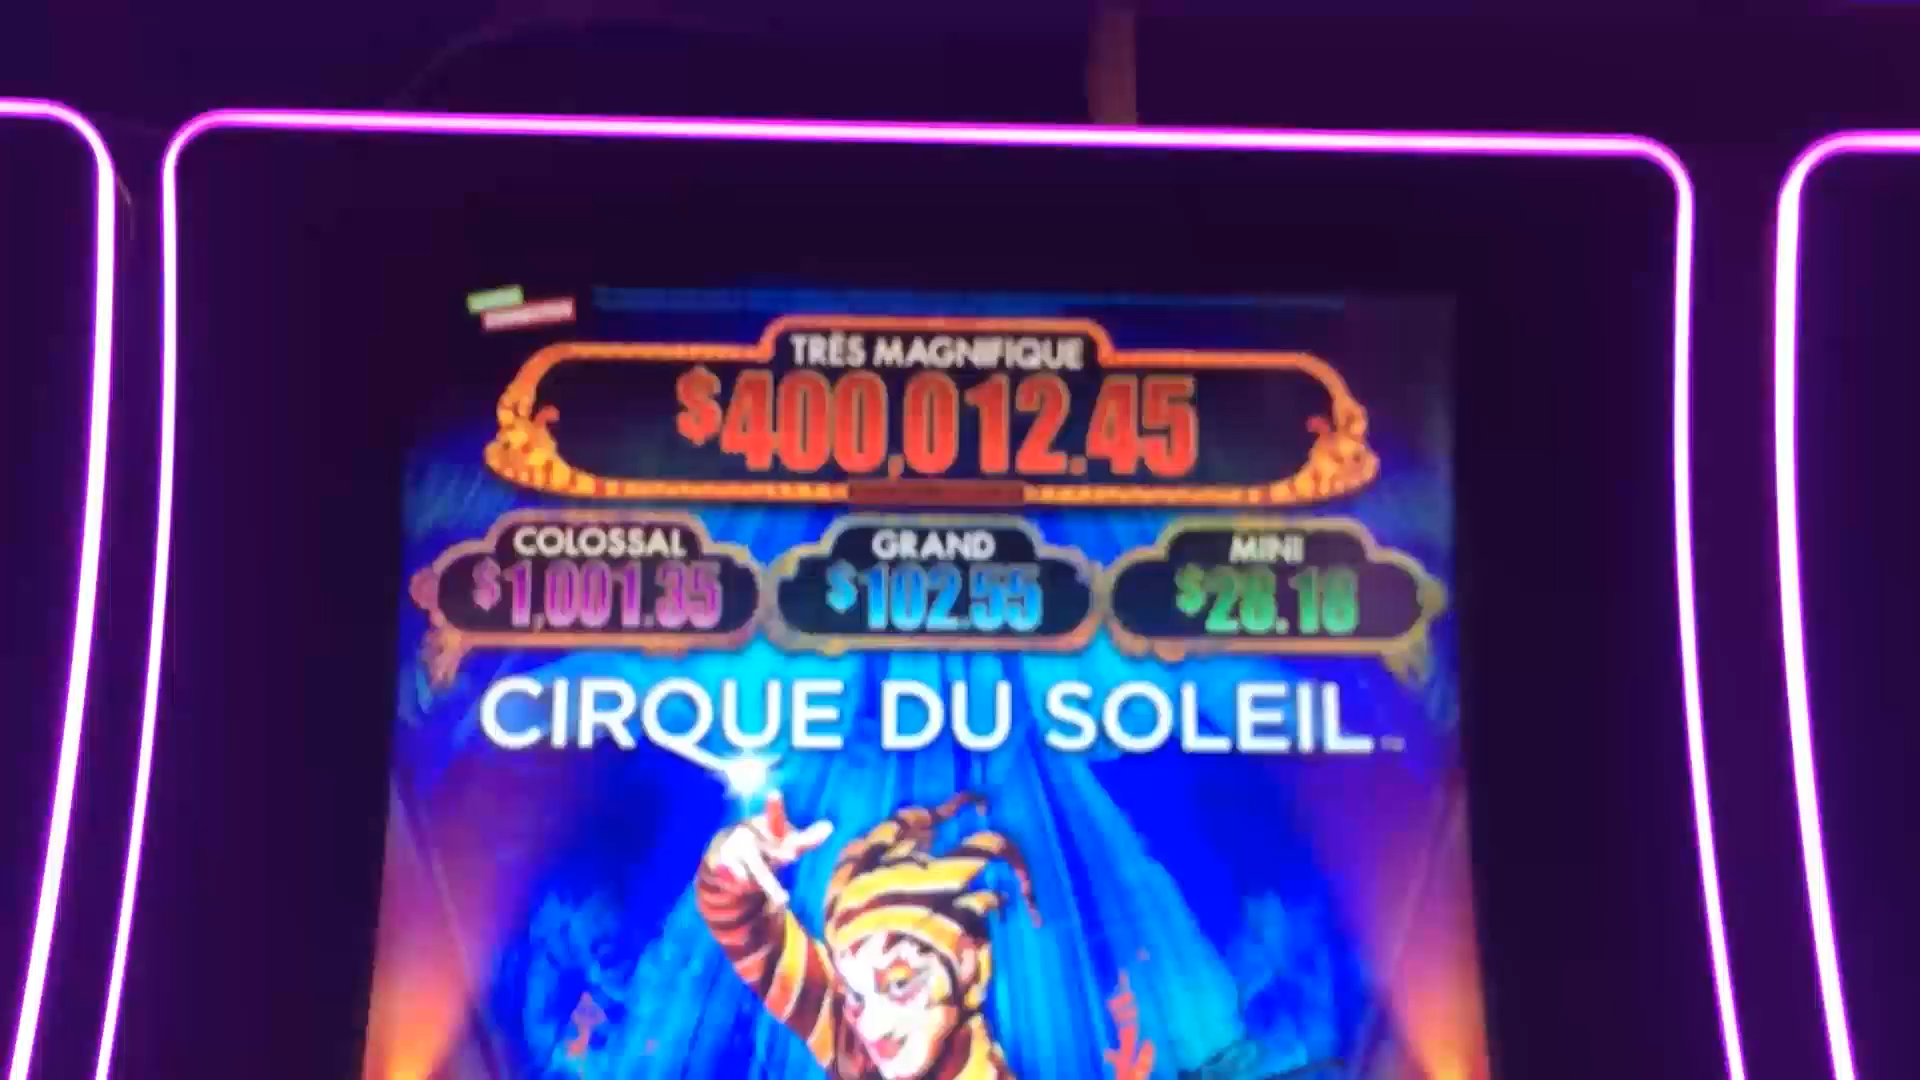 TRÈS MAGNIFIQUE
$400,012.45
COLOSSAL
$1,001.35
GRAND
$102.55
MINI
$28.18
CIRQUE DU SOLEIL